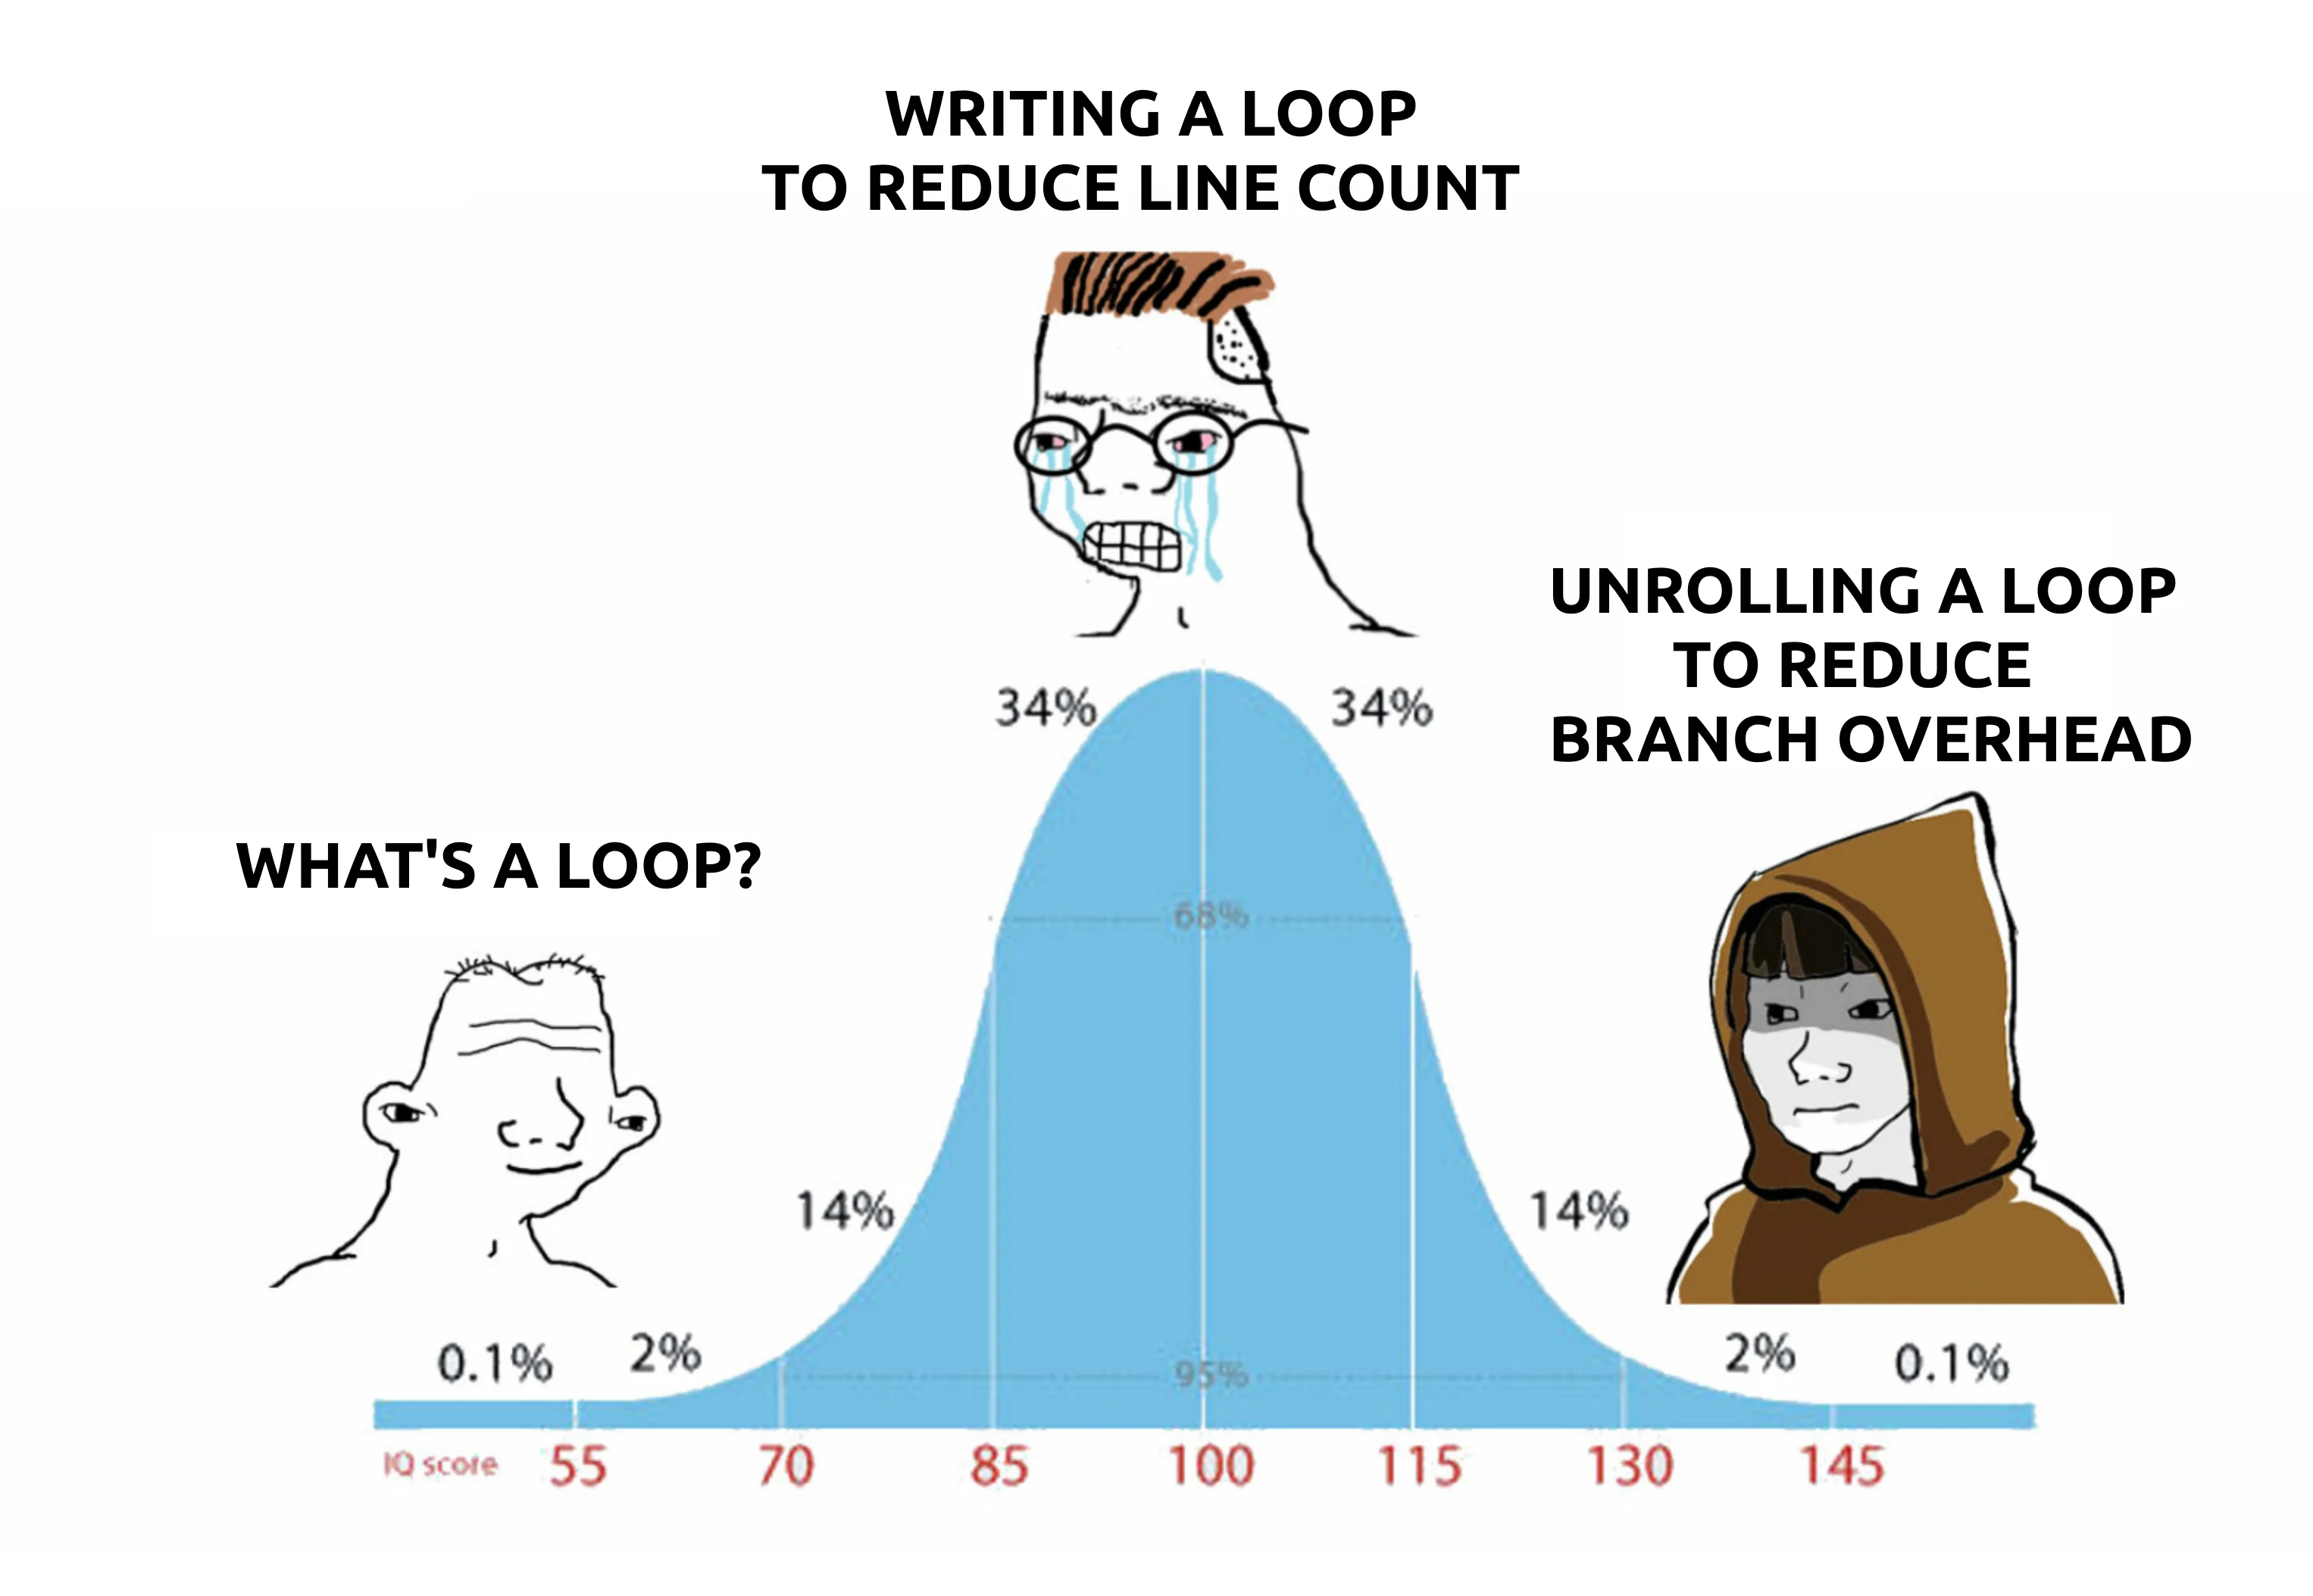 WRITING A LOOP
TO REDUCE LINE COUNT
UNROLLING A LOOP
TO REDUCE
BRANCH OVERHEAD
34%
34%
WHAT'S A LOOP?
68%
14%
14%
0.1%
2%
95%
2%
0.1%
IQ score 55 70 85 100 115 130 145